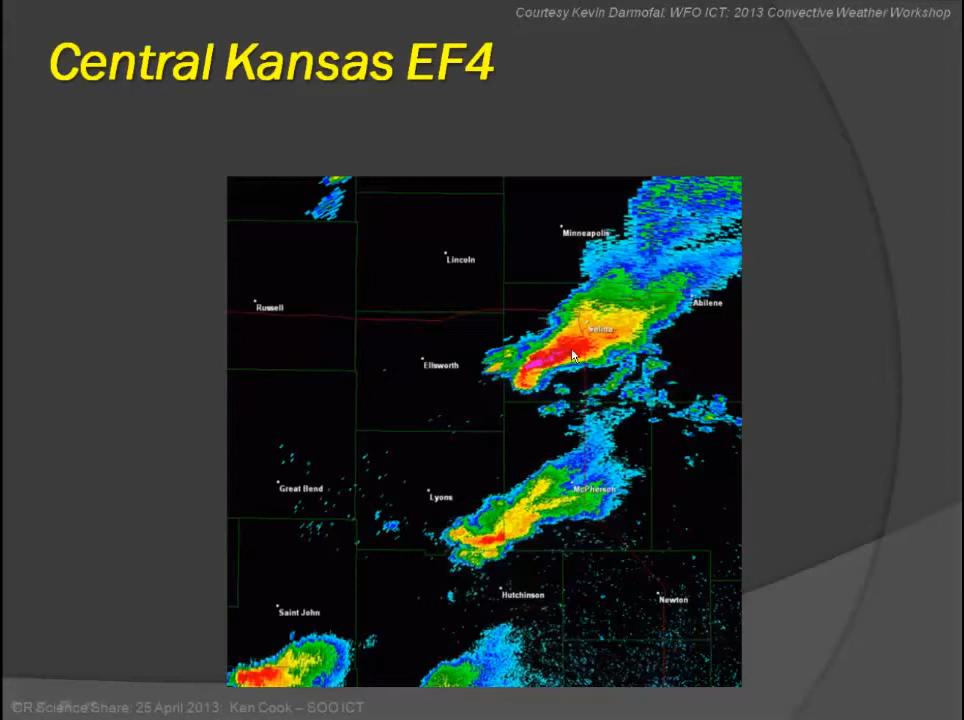 Courtesy Kevin Darmofal. WFO ICT: 2013 Convective Weather Workshop
Central Kansas EF4
Minneapolis
Lincoln
Abilene
Russell
Salina
Ellsworth
Great Bend
Lyons
McPherson
Hutchinson
Newton
Saint John
CR Science Share: 25 April 2013: Ken Cook – SOO ICT